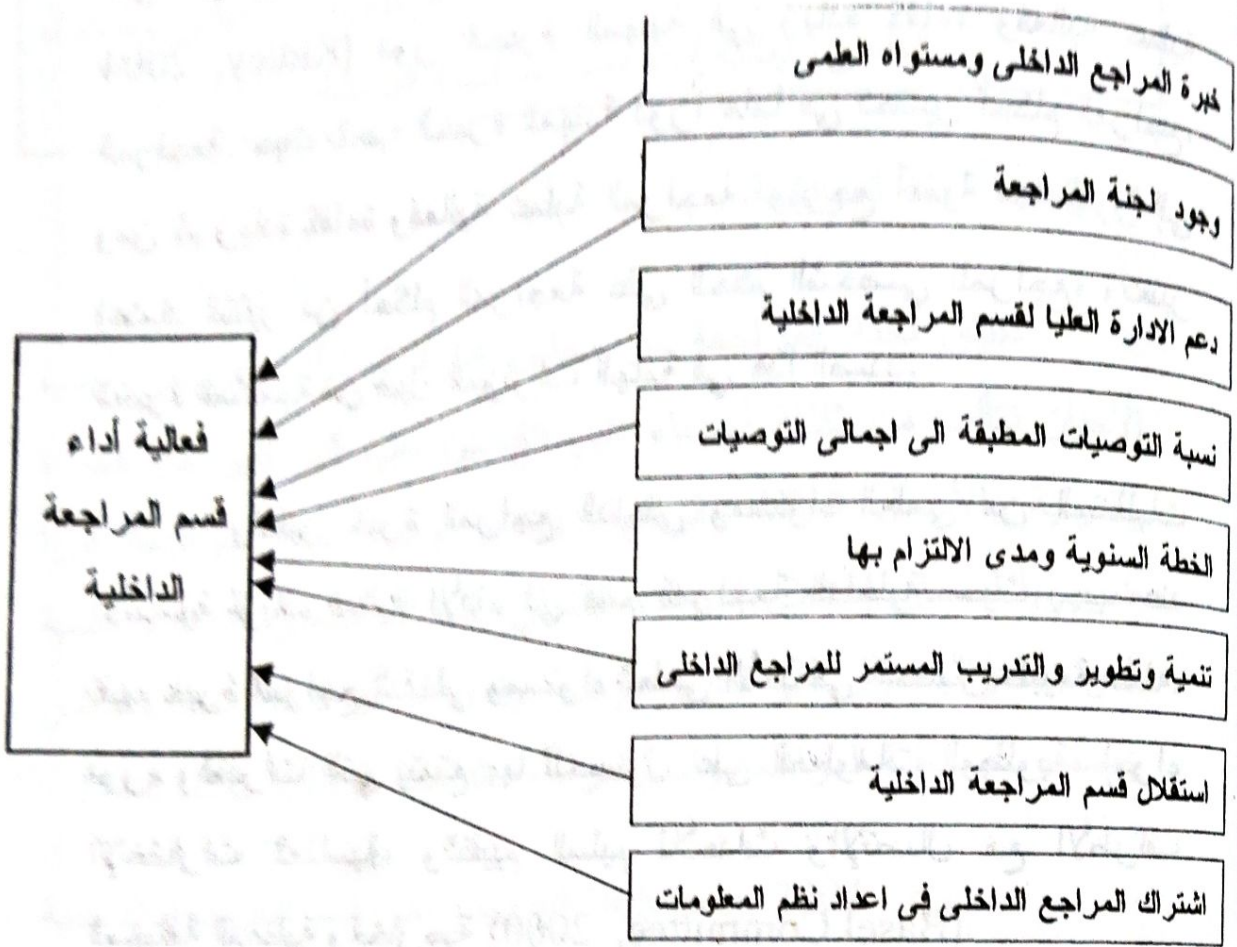 خبرة المراجع الداخلى ومستواه العلمى
وجود لجنة المراجعة
دعم الادارة العليا لقسم المراجعة الداخلية
نسبة التوصيات المطبقة الى اجمالى التوصيات
الخطة السنوية ومدى الالتزام بها
تنمية وتطوير والتدريب المستمر للمراجع الداخلى
استقلال قسم المراجعة الداخلية
اشتراك المراجع الداخلى فى اعداد نظم المعلومات
فعالية أداء
قسم المراجعة
الداخلية